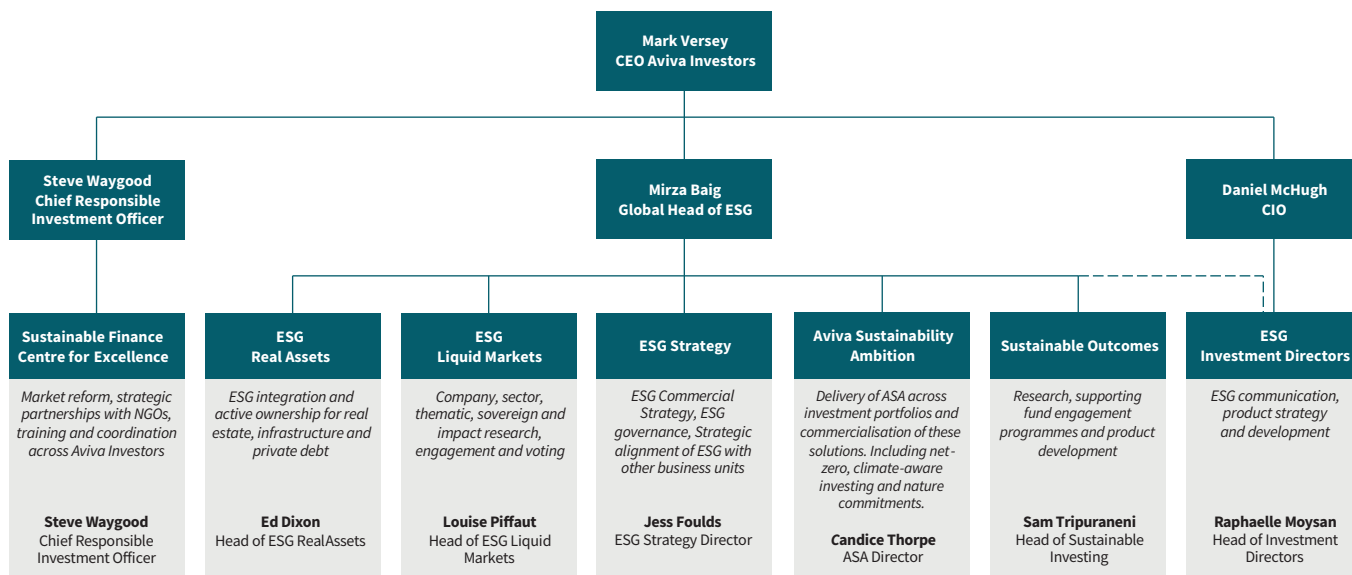 Mark Versey
CEO Aviva Investors
Steve Waygood
Chief Responsible
Investment Officer
Mirza Baig
Global Head of ESG
Daniel McHugh
CIO
Sustainable Finance
Centre for Excellence
Market reform, strategic
partnerships with NGOs,
training and coordination
across Aviva Investors
Steve Waygood
Chief Responsible
Investment Officer
ESG
Real Assets
ESG integration and
active ownership for real
estate, infrastructure and
private debt
Ed Dixon
Head of ESG RealAssets
ESG
Liquid Markets
Company, sector,
thematic, sovereign and
impact research,
engagement and voting
Louise Piffaut
Head of ESG Liquid
Markets
ESG Strategy
ESG Commercial
Strategy, ESG
governance, Strategic
alignment of ESG with
other business units
Jess Foulds
ESG Strategy Director
Aviva Sustainability
Ambition
Delivery of ASA across
investment portfolios and
commercialisation of these
solutions. Including net-
zero, climate-aware
investing and nature
commitments.
Candice Thorpe
ASA Director
Sustainable Outcomes
Research, supporting
fund engagement
programmes and product
development
Sam Tripuraneni
Head of Sustainable
Investing
ESG
Investment Directors
ESG communication,
product strategy
and development
Raphaelle Moysan
Head of Investment
Directors